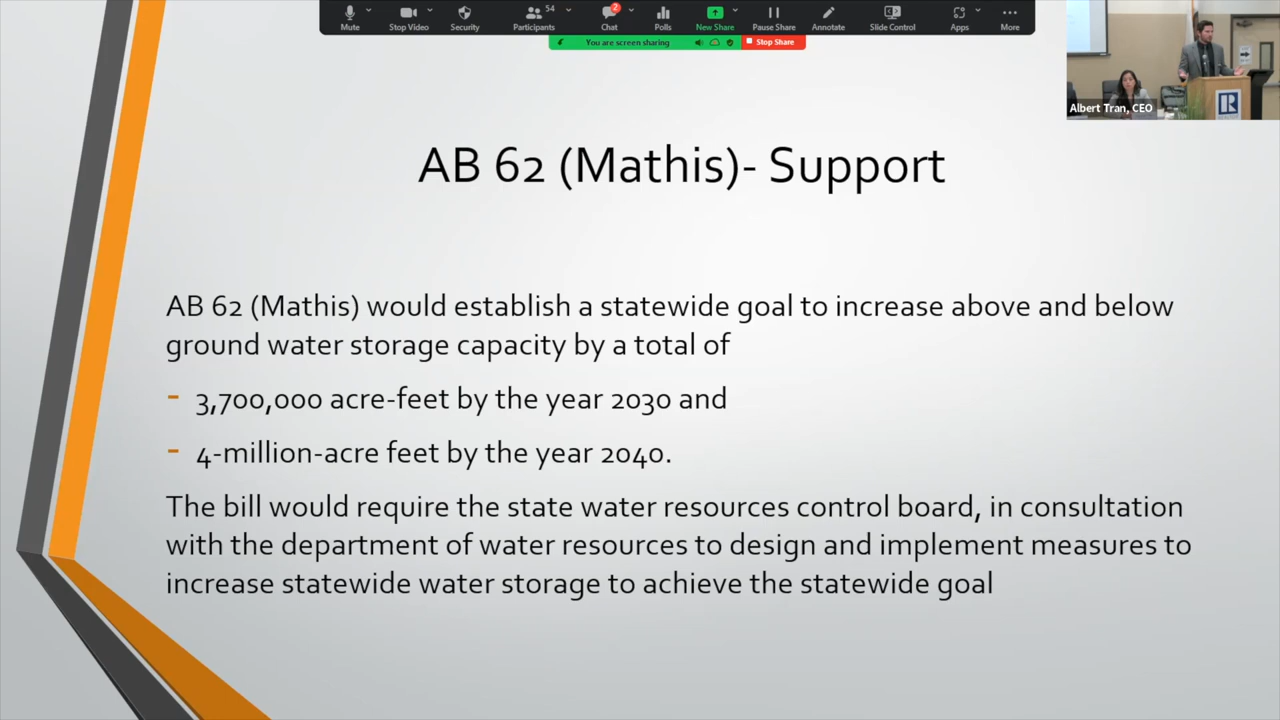 54
2
Mute
Stop Video
Security
Participants
Chat
Polls
New Share
Pause Share
Annotate
Slide Control
Apps
More
You are screen sharing
Stop Share
Albert Tran, CEO
R
AB 62 (Mathis)- Support
AB 62 (Mathis) would establish a statewide goal to increase above and below
ground water storage capacity by a total of
- 3,700,000 acre-feet by the year 2030 and
- 4-million-acre feet by the year 2040.
The bill would require the state water resources control board, in consultation
with the department of water resources to design and implement measures to
increase statewide water storage to achieve the statewide goal